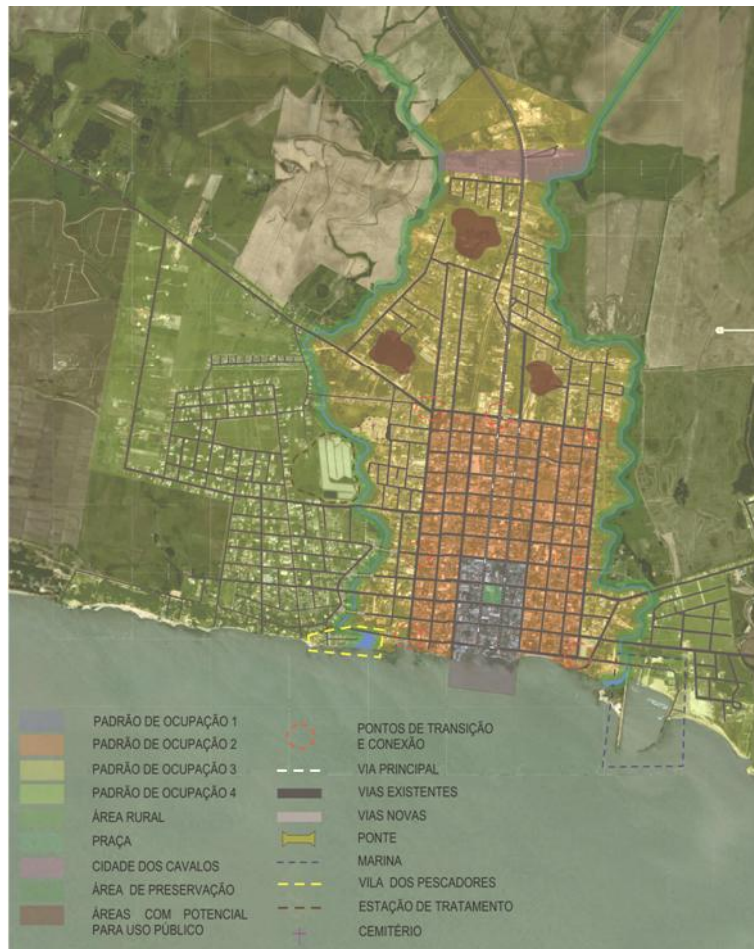 PADRÃO DE OCUPAÇÃO 1
PADRÃO DE OCUPAÇÃO 2
PADRÃO DE OCUPAÇÃO 3
PADRÃO DE OCUPAÇÃO 4
ÁREA RURAL
PRAÇA
CIDADE DOS CAVALOS
ÁREA DE PRESERVAÇÃO
ÁREAS COM POTENCIAL
PARA USO PÚBLICO
PONTOS DE TRANSIÇÃO
E CONEXÃO
VIA PRINCIPAL
VIAS EXISTENTES
VIAS NOVAS
PONTE
MARINA
VILA DOS PESCADORES
ESTAÇÃO DE TRATAMENTO
CEMITÉRIO